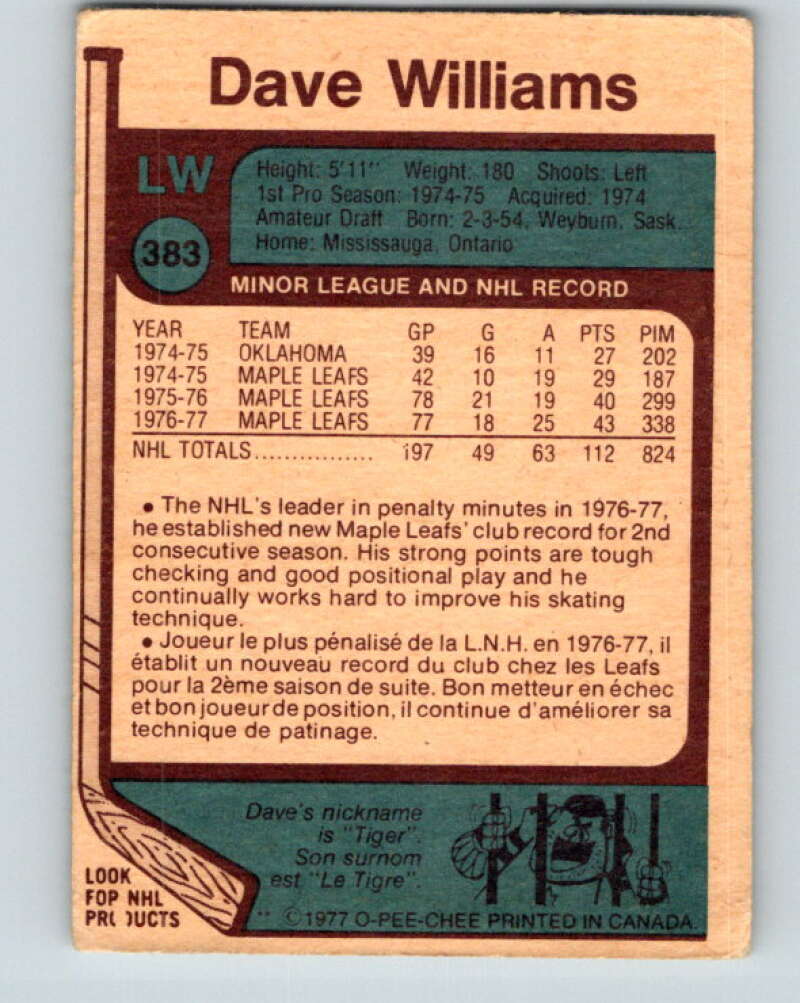 Dave Williams
LW
383
Height: 5'11" Weight: 180 Shoots: Left
1st Pro Season: 1974-75 Acquired: 1974
Amateur Draft Born: 2-3-54, Weyburn, Sask.
Home: Mississauga, Ontario
MINOR LEAGUE AND NHL RECORD
YEAR TEAM GP G A PTS PIM
1974-75 OKLAHOMA 39 16 11 27 202
1974-75 MAPLE LEAFS 42 10 19 29 187
1975-76 MAPLE LEAFS 78 21 19 40 299
1976-77 MAPLE LEAFS 77 18 25 43 338
NHL TOTALS................ 197 49 63 112 824
• The NHL's leader in penalty minutes in 1976-77,
he established new Maple Leafs' club record for 2nd
consecutive season. His strong points are tough
checking and good positional play and he
continually works hard to improve his skating
technique.
• Joueur le plus pénalisé de la L.N.H. en 1976-77, il
établit un nouveau record du club chez les Leafs
pour la 2ème saison de suite. Bon metteur en échec
et bon joueur de position, il continue d'améliorer sa
technique de patinage.
Dave's nickname
is "Tiger".
Son surnom
est "Le Tigre".
LOOK
FOR NHL
PRODUCTS
©1977 O-PEE-CHEE PRINTED IN CANADA.